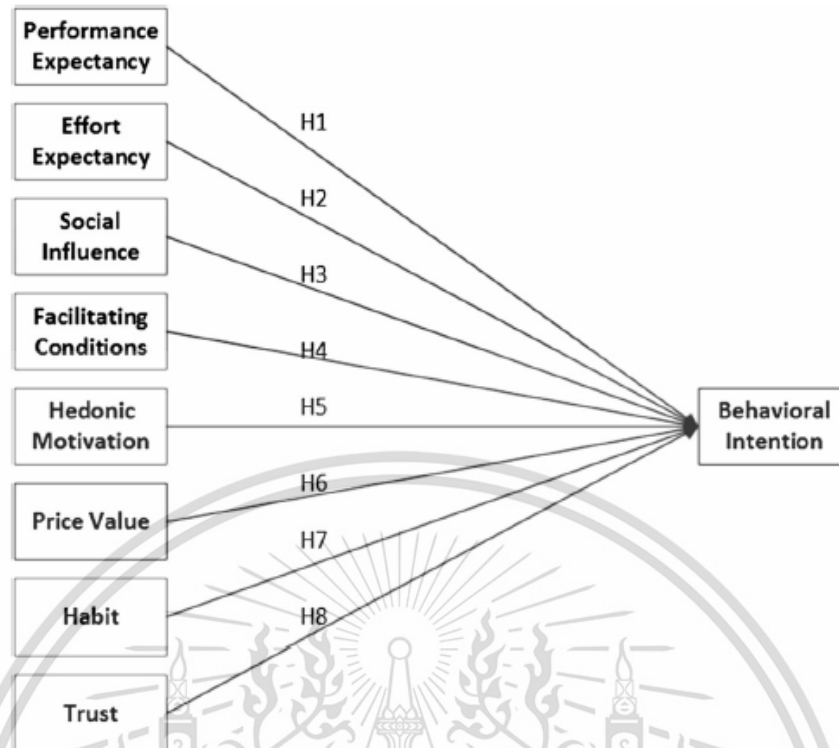 Performance
Expectancy
H1
Effort
Expectancy
H2
Social
Influence
H3
Facilitating
Conditions
H4
Hedonic
Motivation
H5
Behavioral
Intention
Price Value
H6
Habit
H7
Trust
H8